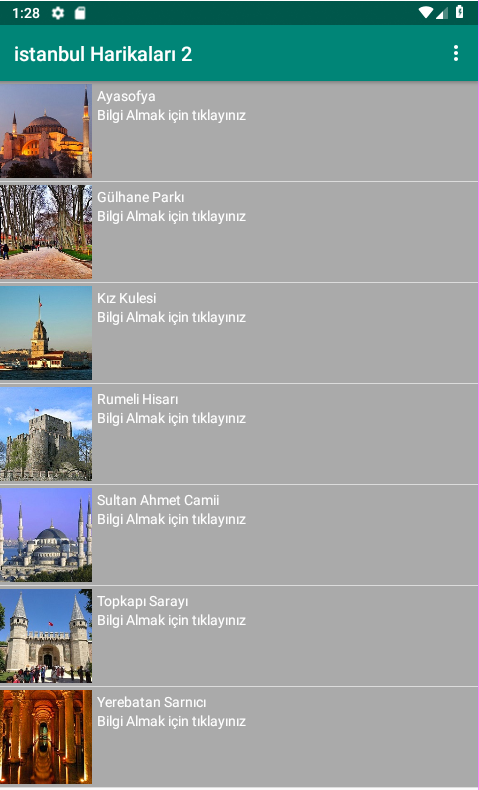 1:28
istanbul Harikaları 2
Ayasofya
Bilgi Almak için tıklayınız
Gülhane Parkı
Bilgi Almak için tıklayınız
Kız Kulesi
Bilgi Almak için tıklayınız
Rumeli Hisarı
Bilgi Almak için tıklayınız
Sultan Ahmet Camii
Bilgi Almak için tıklayınız
Topkapı Sarayı
Bilgi Almak için tıklayınız
Yerebatan Sarnıcı
Bilgi Almak için tıklayınız